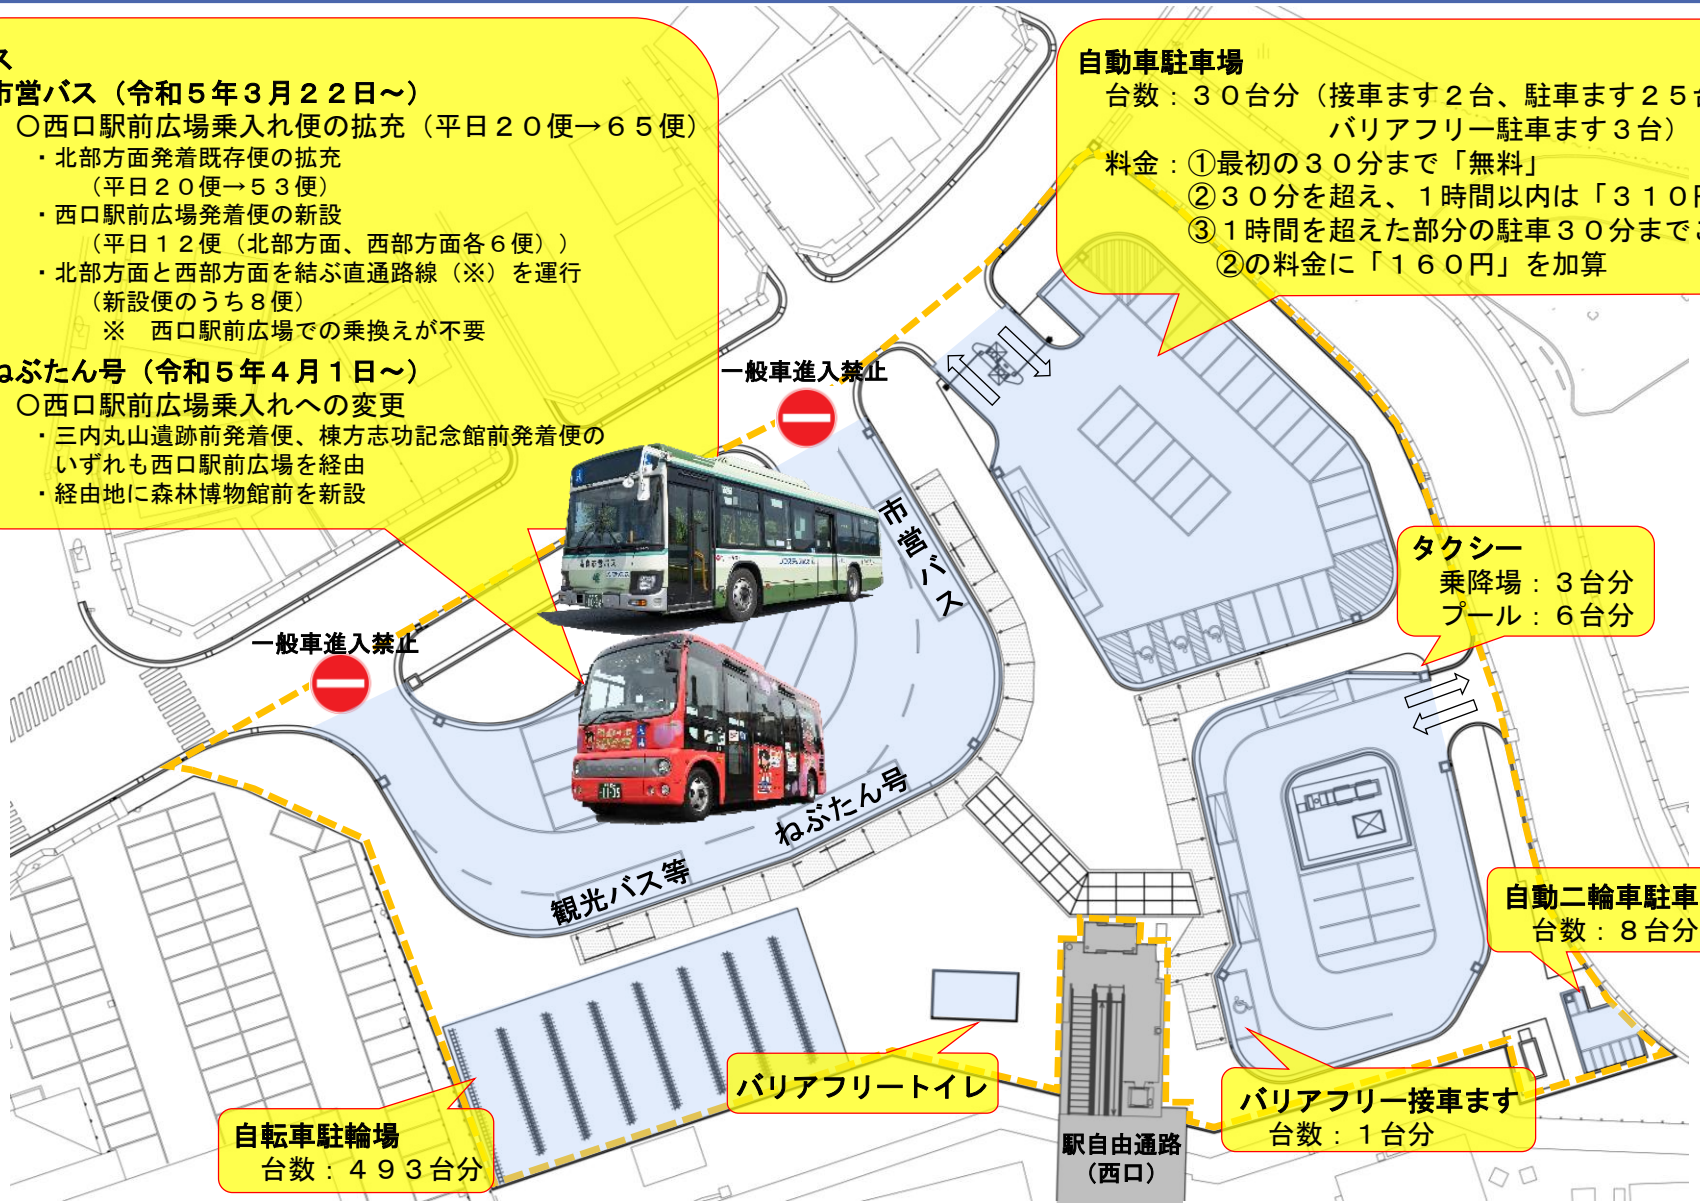 ス
市営バス（令和５年３月２２日～）
〇西口駅前広場乗入れ便の拡充（平日２０便→６５便）
・北部方面発着既存便の拡充
（平日２０便→５３便）
・西口駅前広場発着便の新設
（平日１２便（北部方面、西部方面各６便））
・北部方面と西部方面を結ぶ直通路線（※）を運行
（新設便のうち８便）
※　西口駅前広場での乗換えが不要
ねぶたん号（令和５年４月１日～）
〇西口駅前広場乗入れへの変更
・三内丸山遺跡前発着便、棟方志功記念館前発着便の
いずれも西口駅前広場を経由
・経由地に森林博物館前を新設
自動車駐車場
台数：３０台分（接車ます２台、駐車ます２５台
バリアフリー駐車ます３台）
料金：①最初の３０分まで「無料」
②３０分を超え、１時間以内は「３１０円
③１時間を超えた部分の駐車３０分までご
②の料金に「１６０円」を加算
一般車進入禁止
一般車進入禁止
市営バス
タクシー
乗降場：３台分
プール：６台分
ねぶたん号
観光バス等
自動二輪車駐車
台数：８台分
バリアフリートイレ
バリアフリー接車ます
台数：１台分
自転車駐輪場
台数：４９３台分
駅自由通路
（西口）